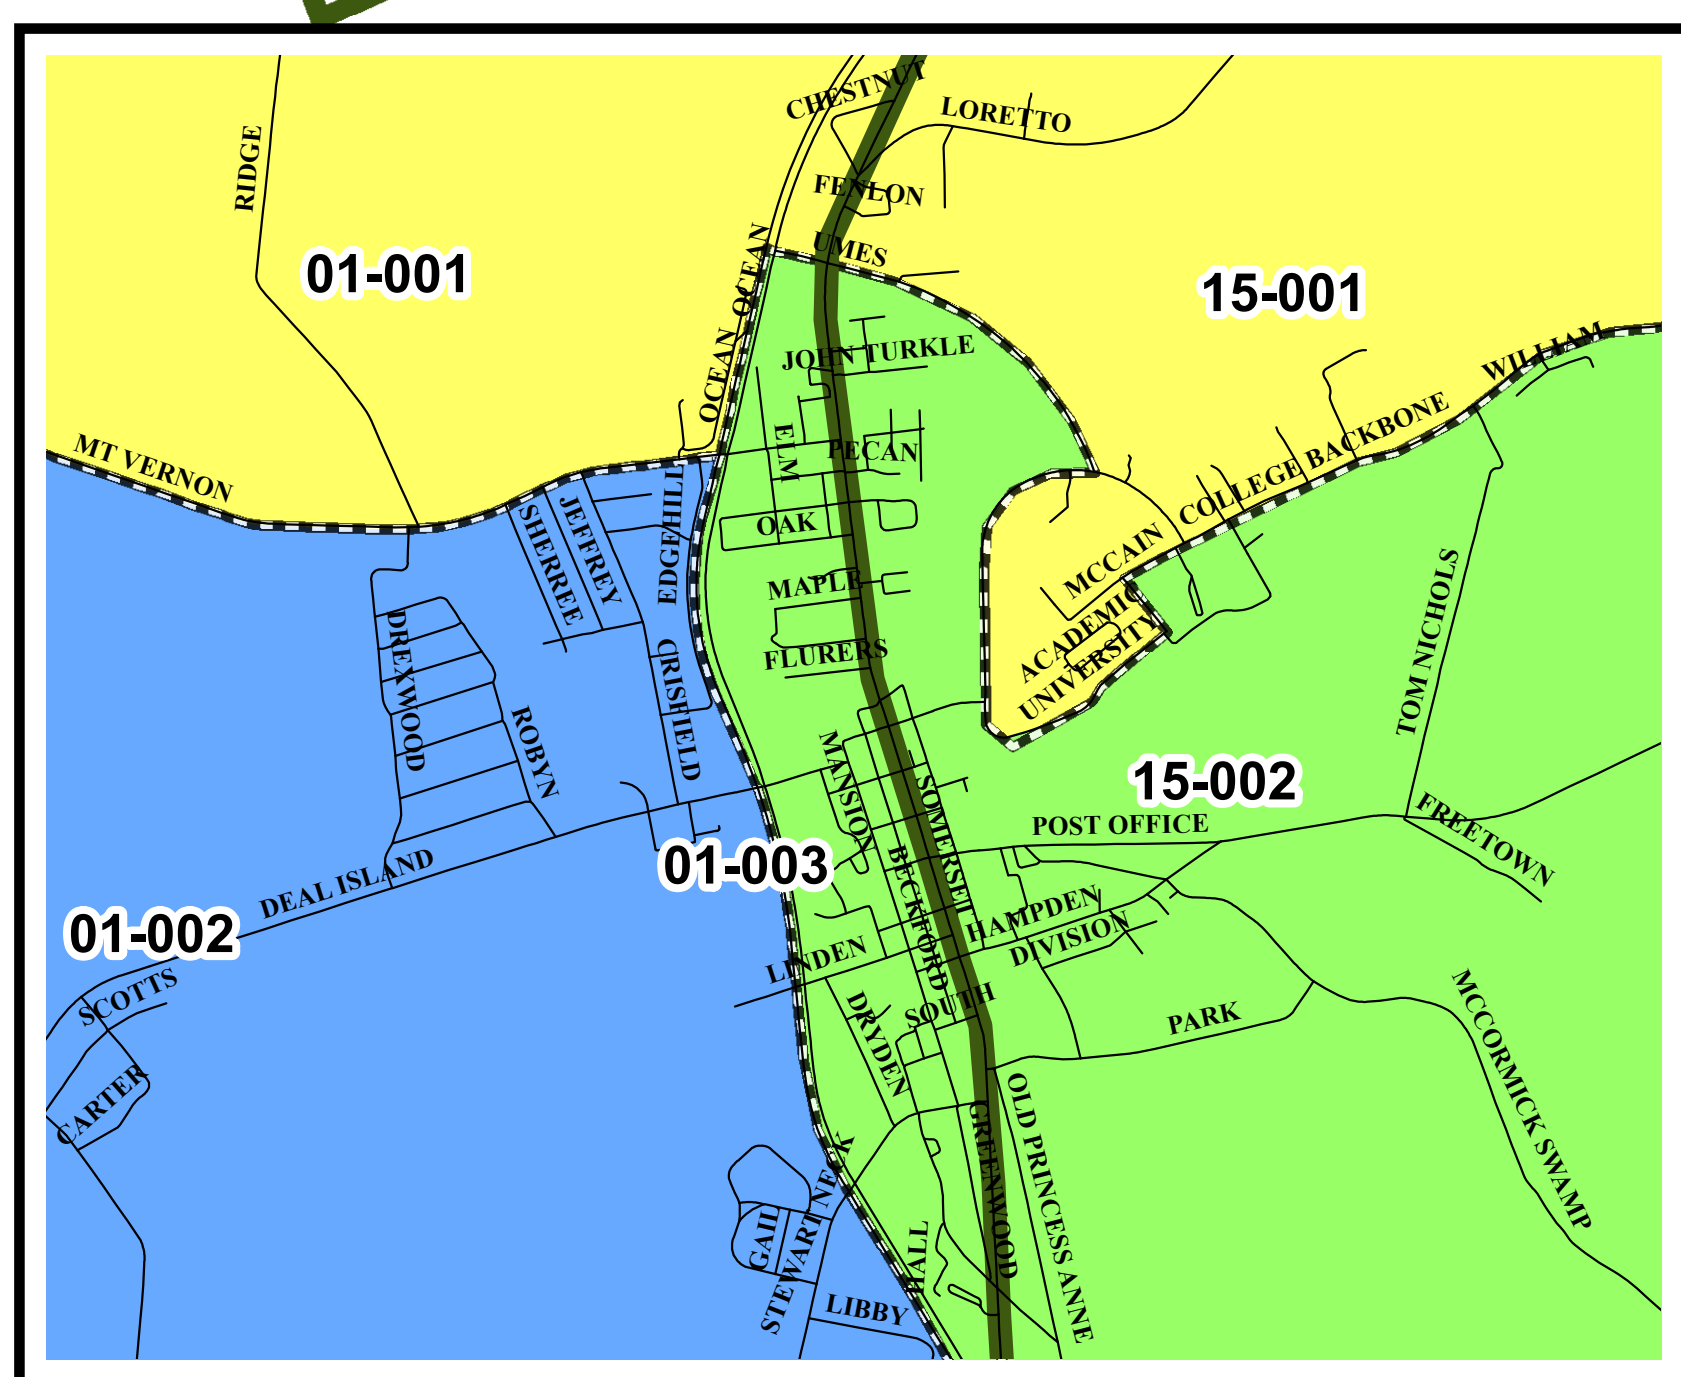 CHESTNUT
LORETTO
RIDGE
FENLON
UMES
OCEAN
OCEAN
01-001
15-001
JOHN TURKLE
WILLIAM
MT VERNON
ELM
PECAN
COLLEGE BACKBONE
SHERREE
JEFFREY
EDGEHILL
OAK
MCCAIN
MAPLE
ACADEMIC
UNIVERSITY
TOM NICHOLS
DREXWOOD
FLURERS
CRISFIELD
ROBYN
MANSION
SOMERSET
15-002
POST OFFICE
FREETOWN
DEAL ISLAND
01-003
BECKFORD
HAMPDEN
DIVISION
01-002
LINDEN
SCOTTS
DRYDEN
SOUTH
PARK
MCCORMICK SWAMP
CARTER
OLD PRINCESS ANNE
GREENWOOD
STEWART NECK
GAIL
HALL
LIBBY